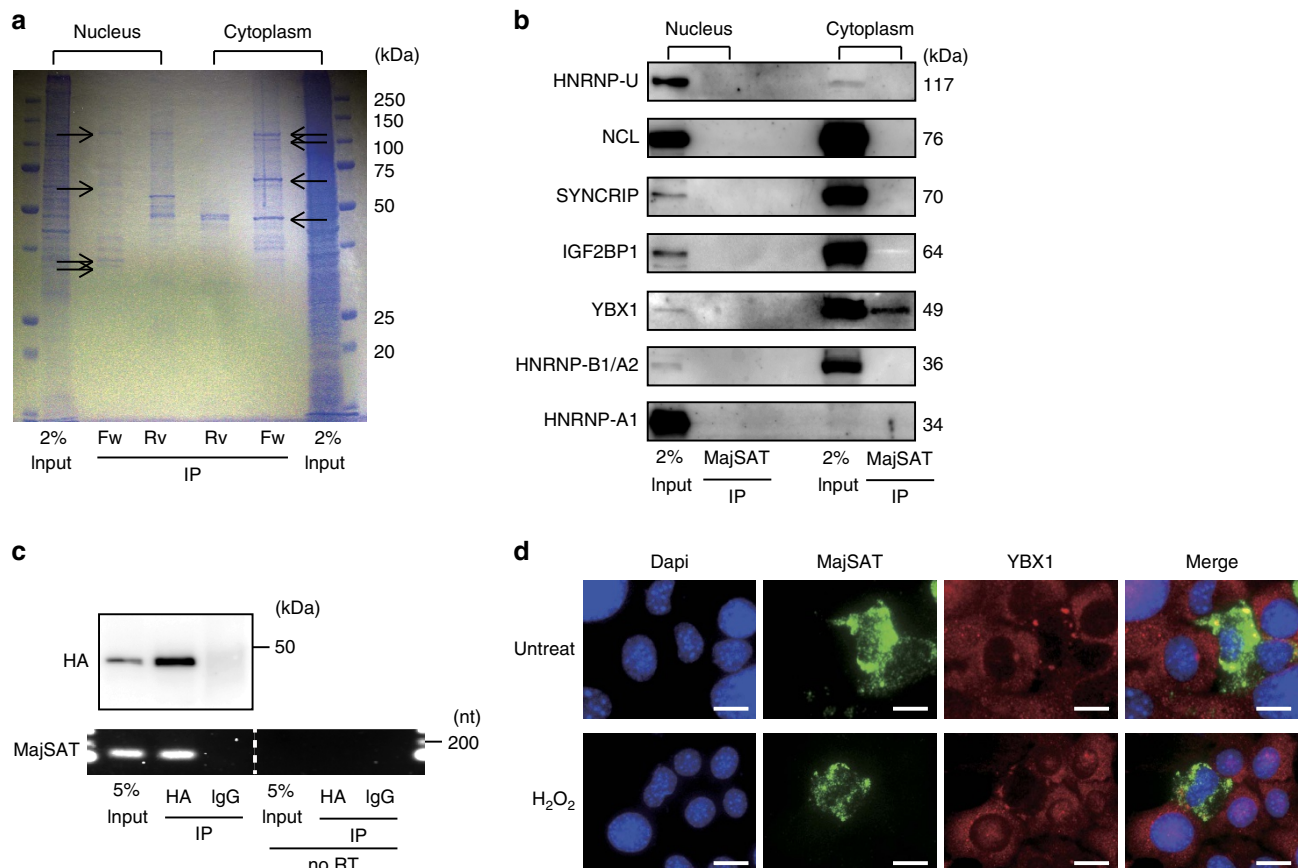 a
Nucleus Cytoplasm
(kDa)
250
150
100
75
50
25
20
2% Fw Rv Rv Fw 2%
Input Input
IP
b
Nucleus Cytoplasm
(kDa)
HNRNP-U 117
NCL 76
SYNCRIP 70
IGF2BP1 64
YBX1 49
HNRNP-B1/A2 36
HNRNP-A1 34
2% MajSAT 2% MajSAT
Input Input
IP IP
c
(kDa)
HA 50
(nt)
MajSAT 200
5% HA IgG 5% HA IgG
Input Input
IP IP
no RT
d
Dapi MajSAT YBX1 Merge
Untreat
H₂O₂